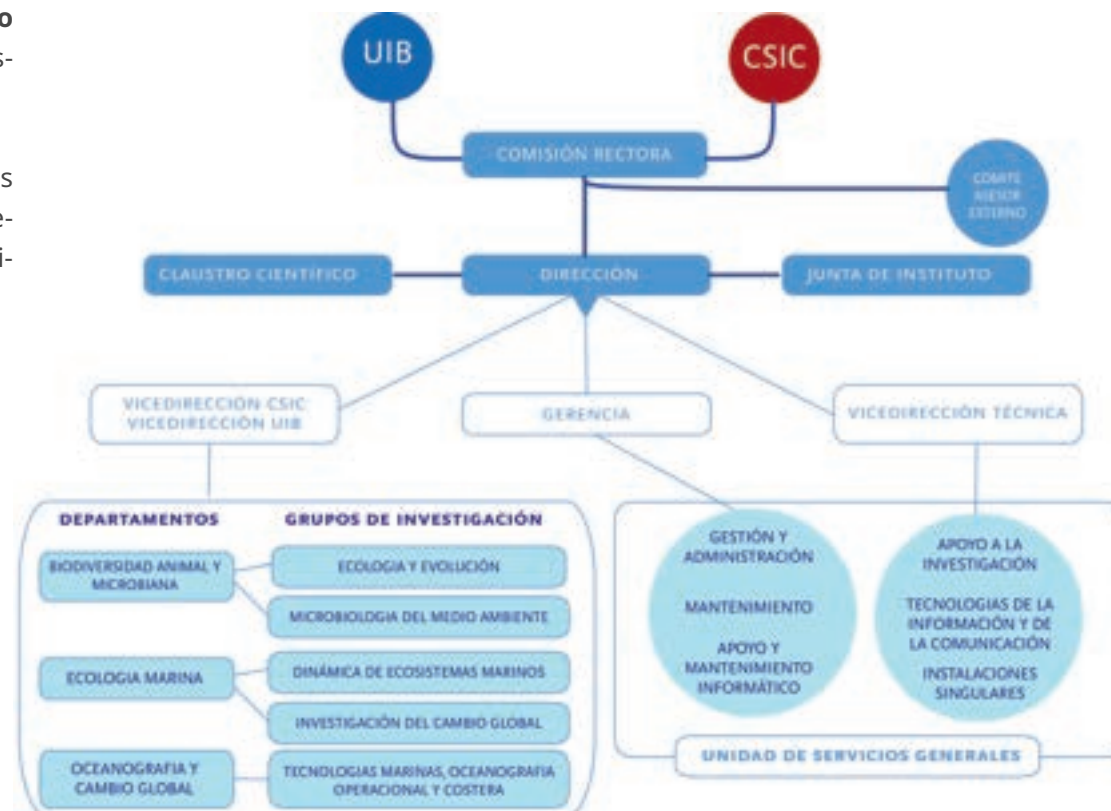 o
s-
s
e-
i-
UIB
CSIC
COMISIÓN RECTORA
COMITÉ
ASESOR
EXTERNO
CLAUSTRO CIENTÍFICO
DIRECCIÓN
JUNTA DE INSTITUTO
VICEDIRECCIÓN CSIC
VICEDIRECCIÓN UIB
GERENCIA
VICEDIRECCIÓN TÉCNICA
DEPARTAMENTOS
GRUPOS DE INVESTIGACIÓN
BIODIVERSIDAD ANIMAL Y
MICROBIANA
ECOLOGIA Y EVOLUCIÓN
MICROBIOLOGIA DEL MEDIO AMBIENTE
ECOLOGIA MARINA
DINÁMICA DE ECOSISTEMAS MARINOS
INVESTIGACIÓN DEL CAMBIO GLOBAL
OCEANOGRAFIA Y
CAMBIO GLOBAL
TECNOLOGIAS MARINAS, OCEANOGRAFIA
OPERACIONAL Y COSTERA
GESTIÓN Y
ADMINISTRACIÓN
MANTENIMIENTO
APOYO Y
MANTENIMIENTO
INFORMÁTICO
APOYO A LA
INVESTIGACIÓN
TECNOLOGIAS DE LA
INFORMACIÓN Y DE
LA COMUNICACIÓN
INSTALACIONES
SINGULARES
UNIDAD DE SERVICIOS GENERALES